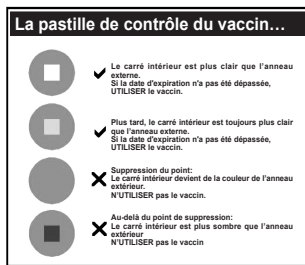 La pastille de contrôle du vaccin…
Le carré intérieur est plus clair que l'anneau
externe.
Si la date d'expiration n'a pas été dépassée,
UTILISER le vaccin.
Plus tard, le carré intérieur est toujours plus clair
que l'anneau externe.
Si la date d'expiration n'a pas été dépassée,
UTILISER le vaccin.
Suppression du point:
Le carré intérieur devient de la couleur de l'anneau
extérieur.
N'UTILISER pas le vaccin.
Au-delà du point de suppression:
Le carré intérieur est plus sombre que l'anneau
extérieur
N'UTILISER pas le vaccin